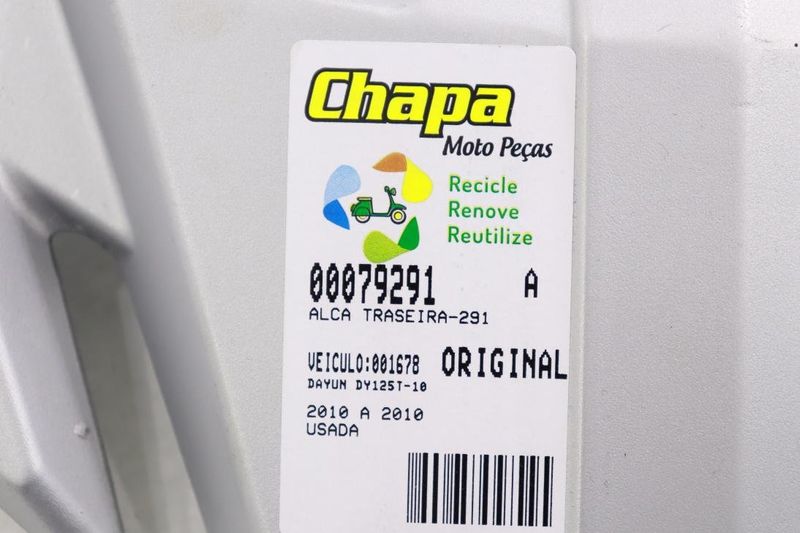 Chapa
Moto Peças
Recicle
Renove
Reutilize
00079291 A
ALCA TRASEIRA-291
VEICULO:001678 ORIGINAL
DAYUN DY125T-10
2010 A 2010
USADA